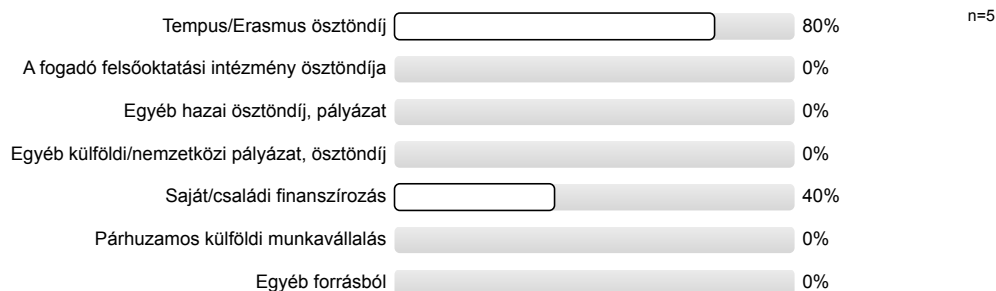 Tempus/Erasmus ösztöndíj 80% n=5
A fogadó felsőoktatási intézmény ösztöndíja 0%
Egyéb hazai ösztöndíj, pályázat 0%
Egyéb külföldi/nemzetközi pályázat, ösztöndíj 0%
Saját/családi finanszírozás 40%
Párhuzamos külföldi munkavállalás 0%
Egyéb forrásból 0%